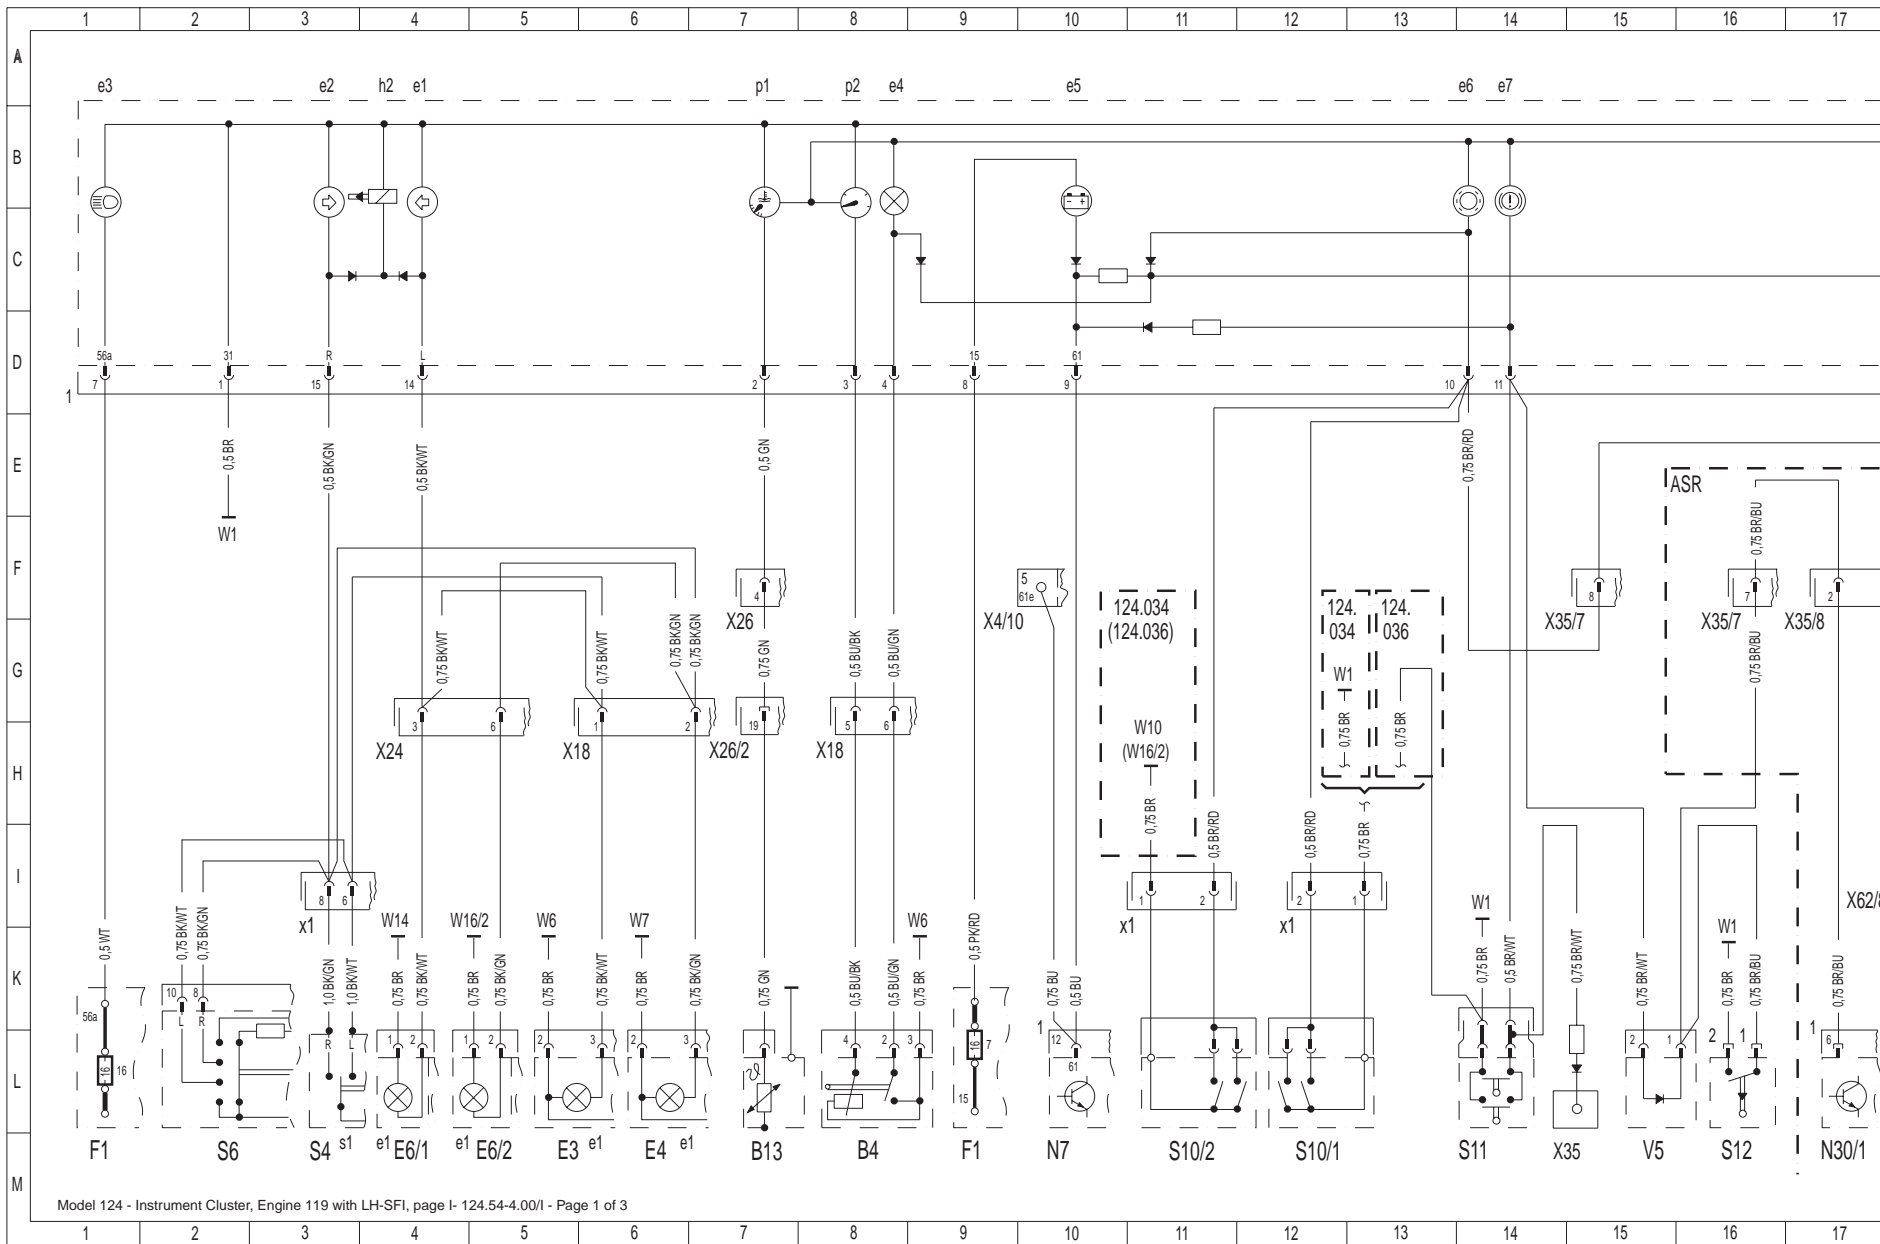 1 2 3 4 5 6 7 8 9 10 11 12 13 14 15 16 17
A
e3 e2 h2 e1 p1 p2 e4 e5 e6 e7
B
C
D
56a 31 R L 15 61
7 1 15 14 2 3 4 8 9 10 11
1
E
0,5 BR
0,5 BK/GN
0,5 BK/WT
0,5 GN
0,75 BR/RD
ASR
W1
0,75 BR/BU
F
4
5
61e
8 7 2
X26 X4/10 X35/7 X35/7 X35/8
124.034
(124.036)
124.
034
124.
036
G
0,75 BK/WT
0,75 BK/WT
0,75 BK/GN
0,75 BK/GN
0,75 GN
0,5 BU/BK
0,5 BU/GN
W1
0,75 BR/BU
3 6 1 2 19 5 6
X24 X18 X26/2 X18
W10
(W16/2)
0,75 BR
0,75 BR
H
0,75 BR
0,5 BR/RD
0,5 BR/RD
0,75 BR
I
8 6 1 2 2 1
x1 x1 x1
W14 W16/2 W6 W7 W6 W1 W1 X62/8
0,5 WT
0,75 BK/WT
0,75 BK/GN
1,0 BK/GN
1,0 BK/WT
0,75 BR
0,75 BK/WT
0,75 BR
0,75 BK/GN
0,75 BR
0,75 BK/WT
0,75 BR
0,75 BK/GN
0,75 GN
0,5 BU/BK
0,5 BU/GN
0,75 BR
0,5 PK/RD
0,75 BU
0,5 BU
0,75 BR
0,5 BR/WT
0,75 BR/WT
0,75 BR/WT
0,75 BR
0,75 BR/BU
0,75 BR/BU
K
10 8
56a L R
R L 1 2 1 2 2 3 2 3 4 2 3 7 1 12 2 1 2 1 1 6
61
L
16 16 16
15
F1 S6 S4 s1 e1 E6/1 e1 E6/2 E3 e1 E4 e1 B13 B4 F1 N7 S10/2 S10/1 S11 X35 V5 S12 N30/1
M
Model 124 - Instrument Cluster, Engine 119 with LH-SFI, page I- 124.54-4.00/I - Page 1 of 3
1 2 3 4 5 6 7 8 9 10 11 12 13 14 15 16 17